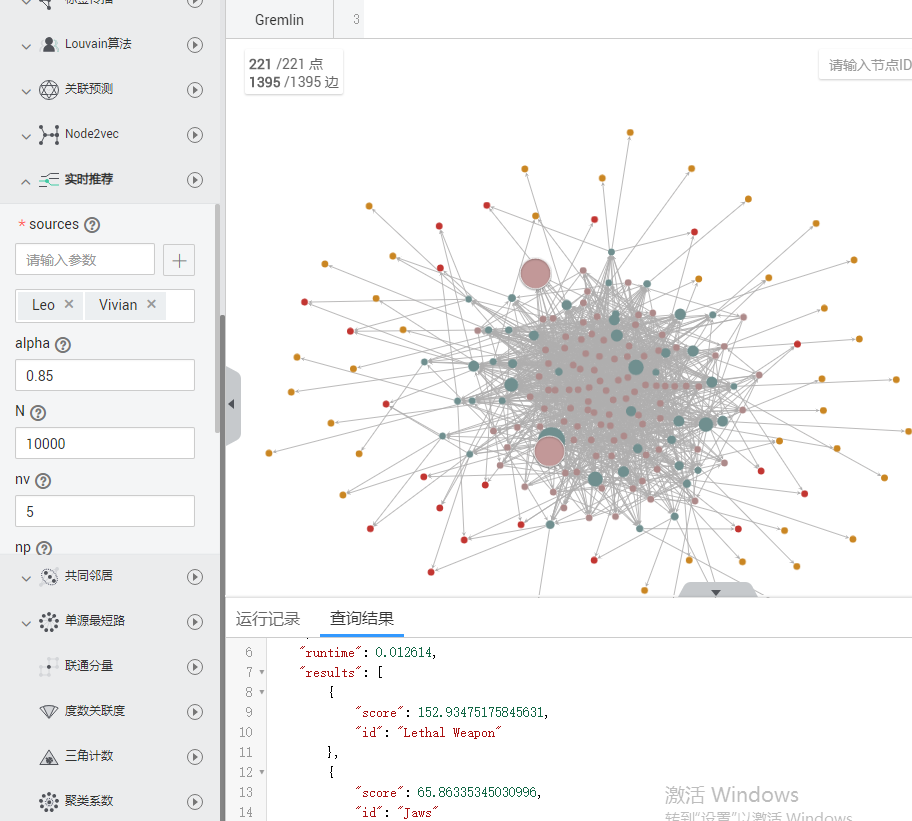 标签传播
Louvain算法
关联预测
Node2vec
实时推荐
* sources ?
请输入参数
Leo ×
Vivian ×
alpha ?
0.85
N ?
10000
nv ?
5
np ?
共同邻居
单源最短路
联通分量
度数关联度
三角计数
聚类系数
Gremlin
3
221 /221 点
1395 /1395 边
请输入节点ID
运行记录
查询结果
6 "runtime": 0.012614,
7 "results": [
8 {
9 "score": 152.93475175845631,
10 "id": "Lethal Weapon"
11 },
12 {
13 "score": 65.86335345030996,
14 "id": "Jaws"
激活 Windows
转到"设置"以激活 Windows